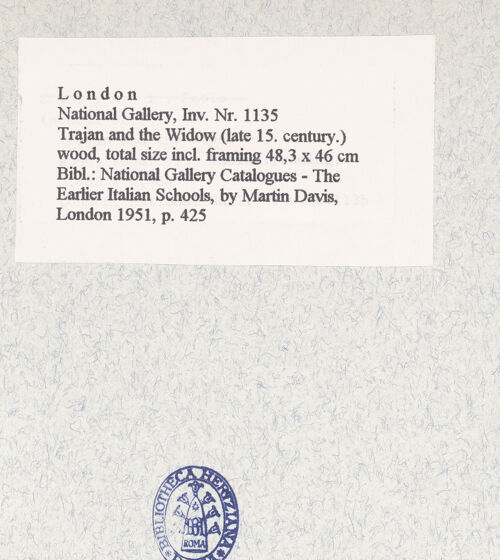 London
National Gallery, Inv. Nr. 1135
Trajan and the Widow (late 15. century.)
wood, total size incl. framing 48,3 x 46 cm
Bibl.: National Gallery Catalogues - The
Earlier Italian Schools, by Martin Davis,
London 1951, p. 425
BIBLIOTHECA HERTZIANA
ROMA